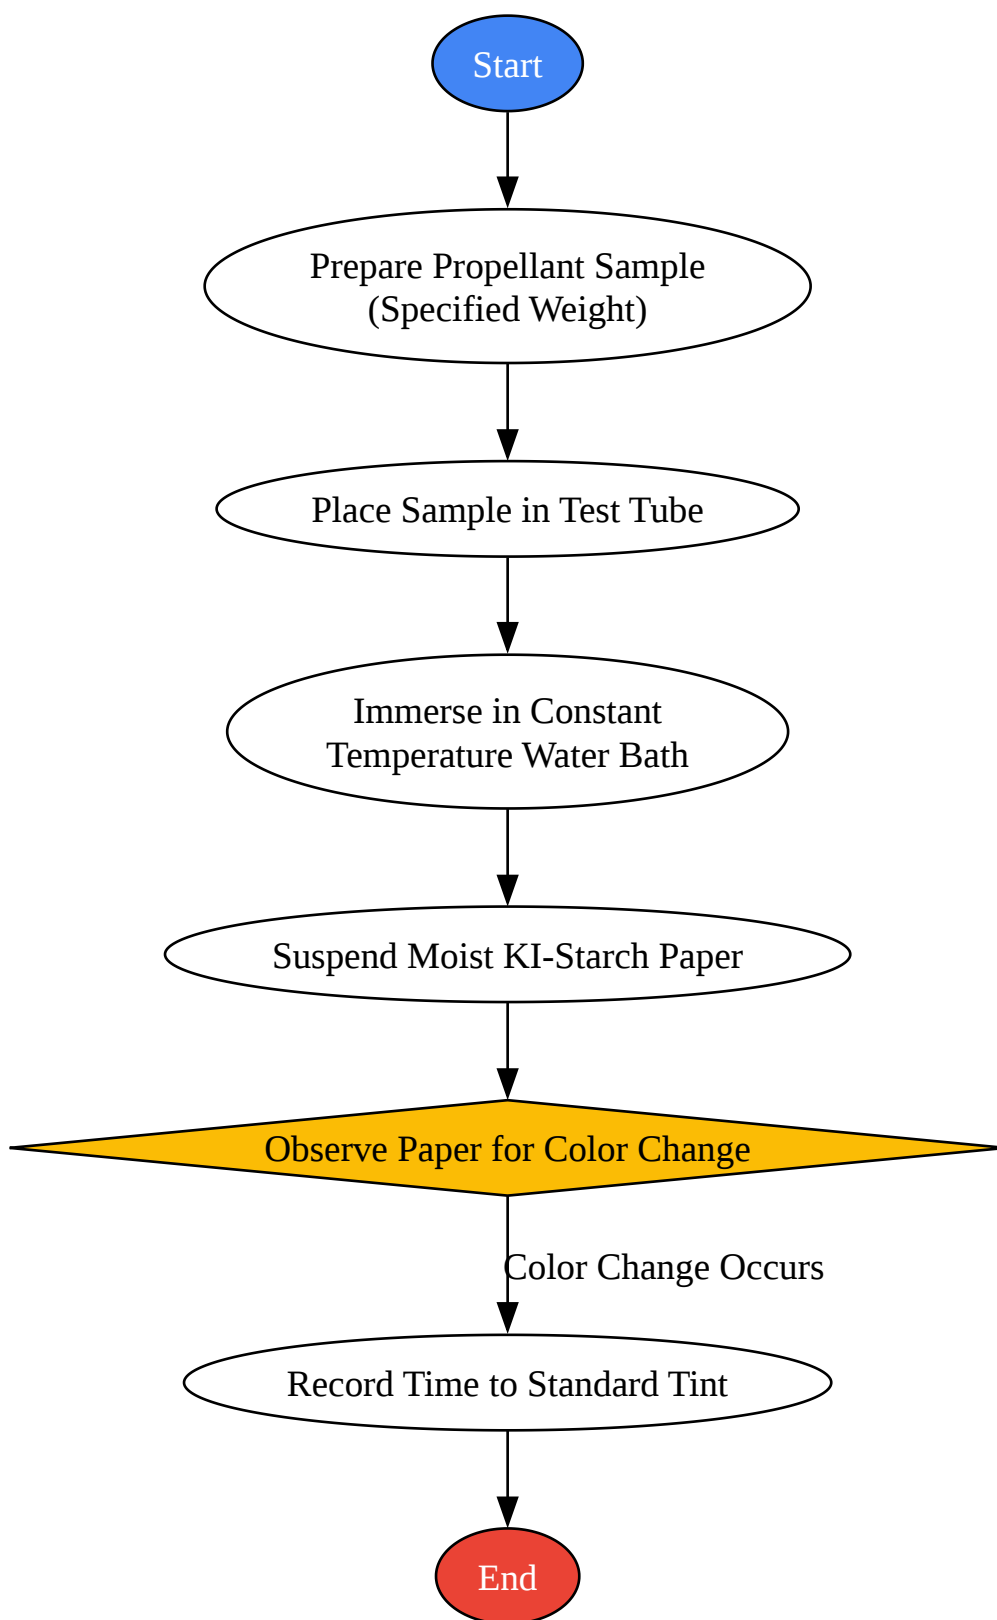 Start
Prepare Propellant Sample
(Specified Weight)
Place Sample in Test Tube
Immerse in Constant
Temperature Water Bath
Suspend Moist KI-Starch Paper
Observe Paper for Color Change
Color Change Occurs
Record Time to Standard Tint
End